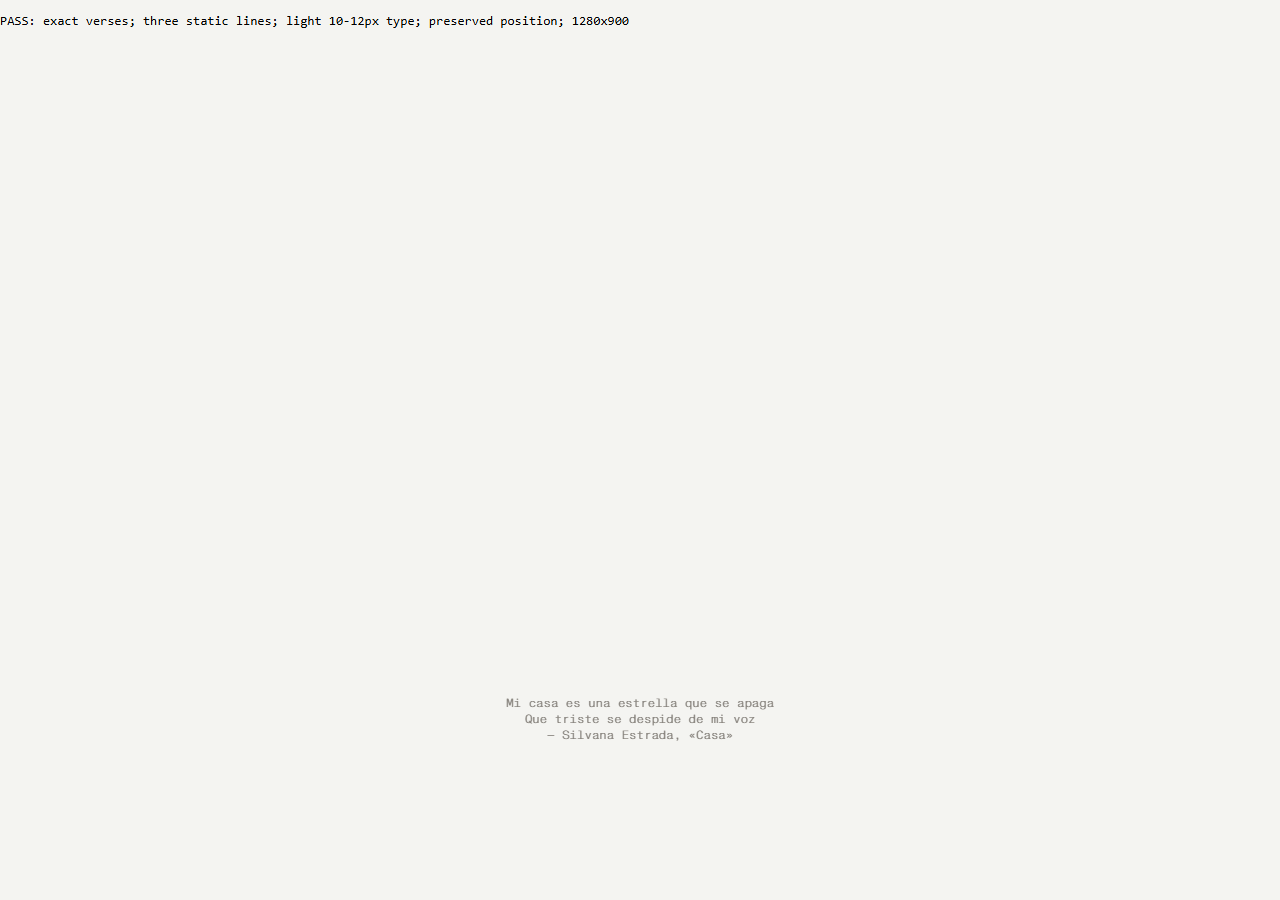 PASS: exact verses; three static lines; light 10-12px type; preserved position; 1280x900
Mi casa es una estrella que se apaga
Que triste se despide de mi voz
— Silvana Estrada, «Casa»